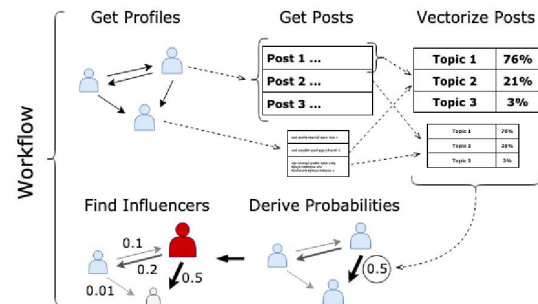 Workflow
Get Profiles
Get Posts
Vectorize Posts
Post 1 ...
Post 2 ...
Post 3 ...
Topic 1 76%
Topic 2 21%
Topic 3 3%
Topic 1 76%
Topic 2
Topic 3 3%
Find Influencers
Derive Probabilities
0.1
0.2
0.5
0.01
0.5